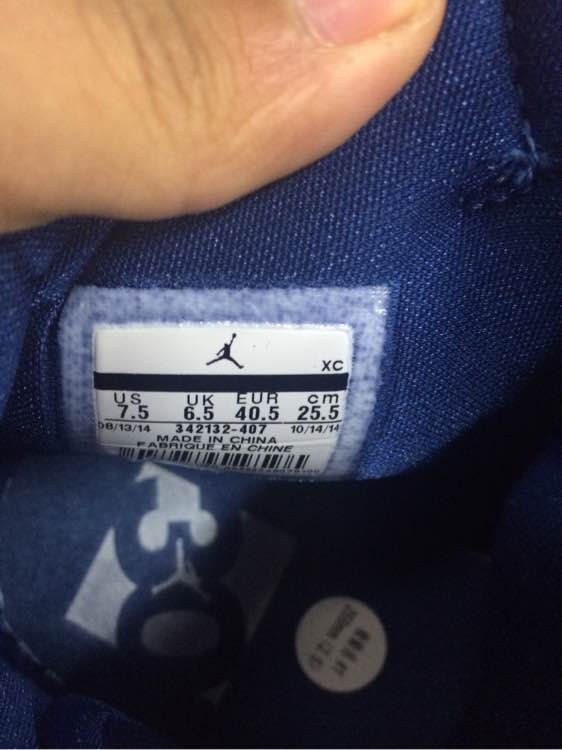 XC
US UK EUR cm
7.5 6.5 40.5 25.5
08/13/14 342132-407 10/14/14
MADE IN CHINA
FABRIQUE EN CHINE